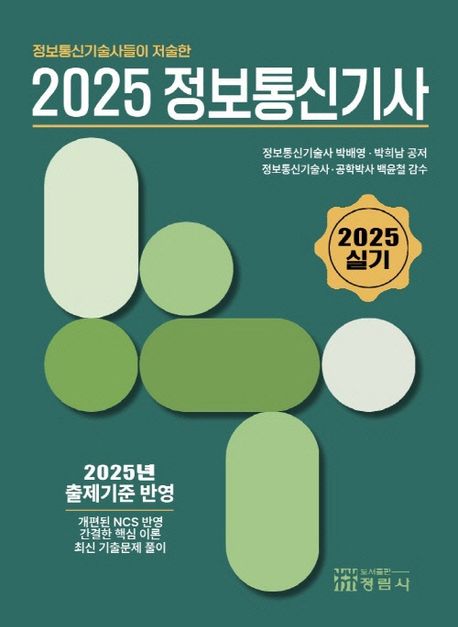 정보통신기술사들이 저술한
2025 정보통신기사
정보통신기술사 박배영 · 박희남 공저
정보통신기술사 · 공학박사 백윤철 감수
2025
실기
2025년
출제기준 반영
개편된 NCS 반영
간결한 핵심 이론
최신 기출문제 풀이
도서출판
정림사